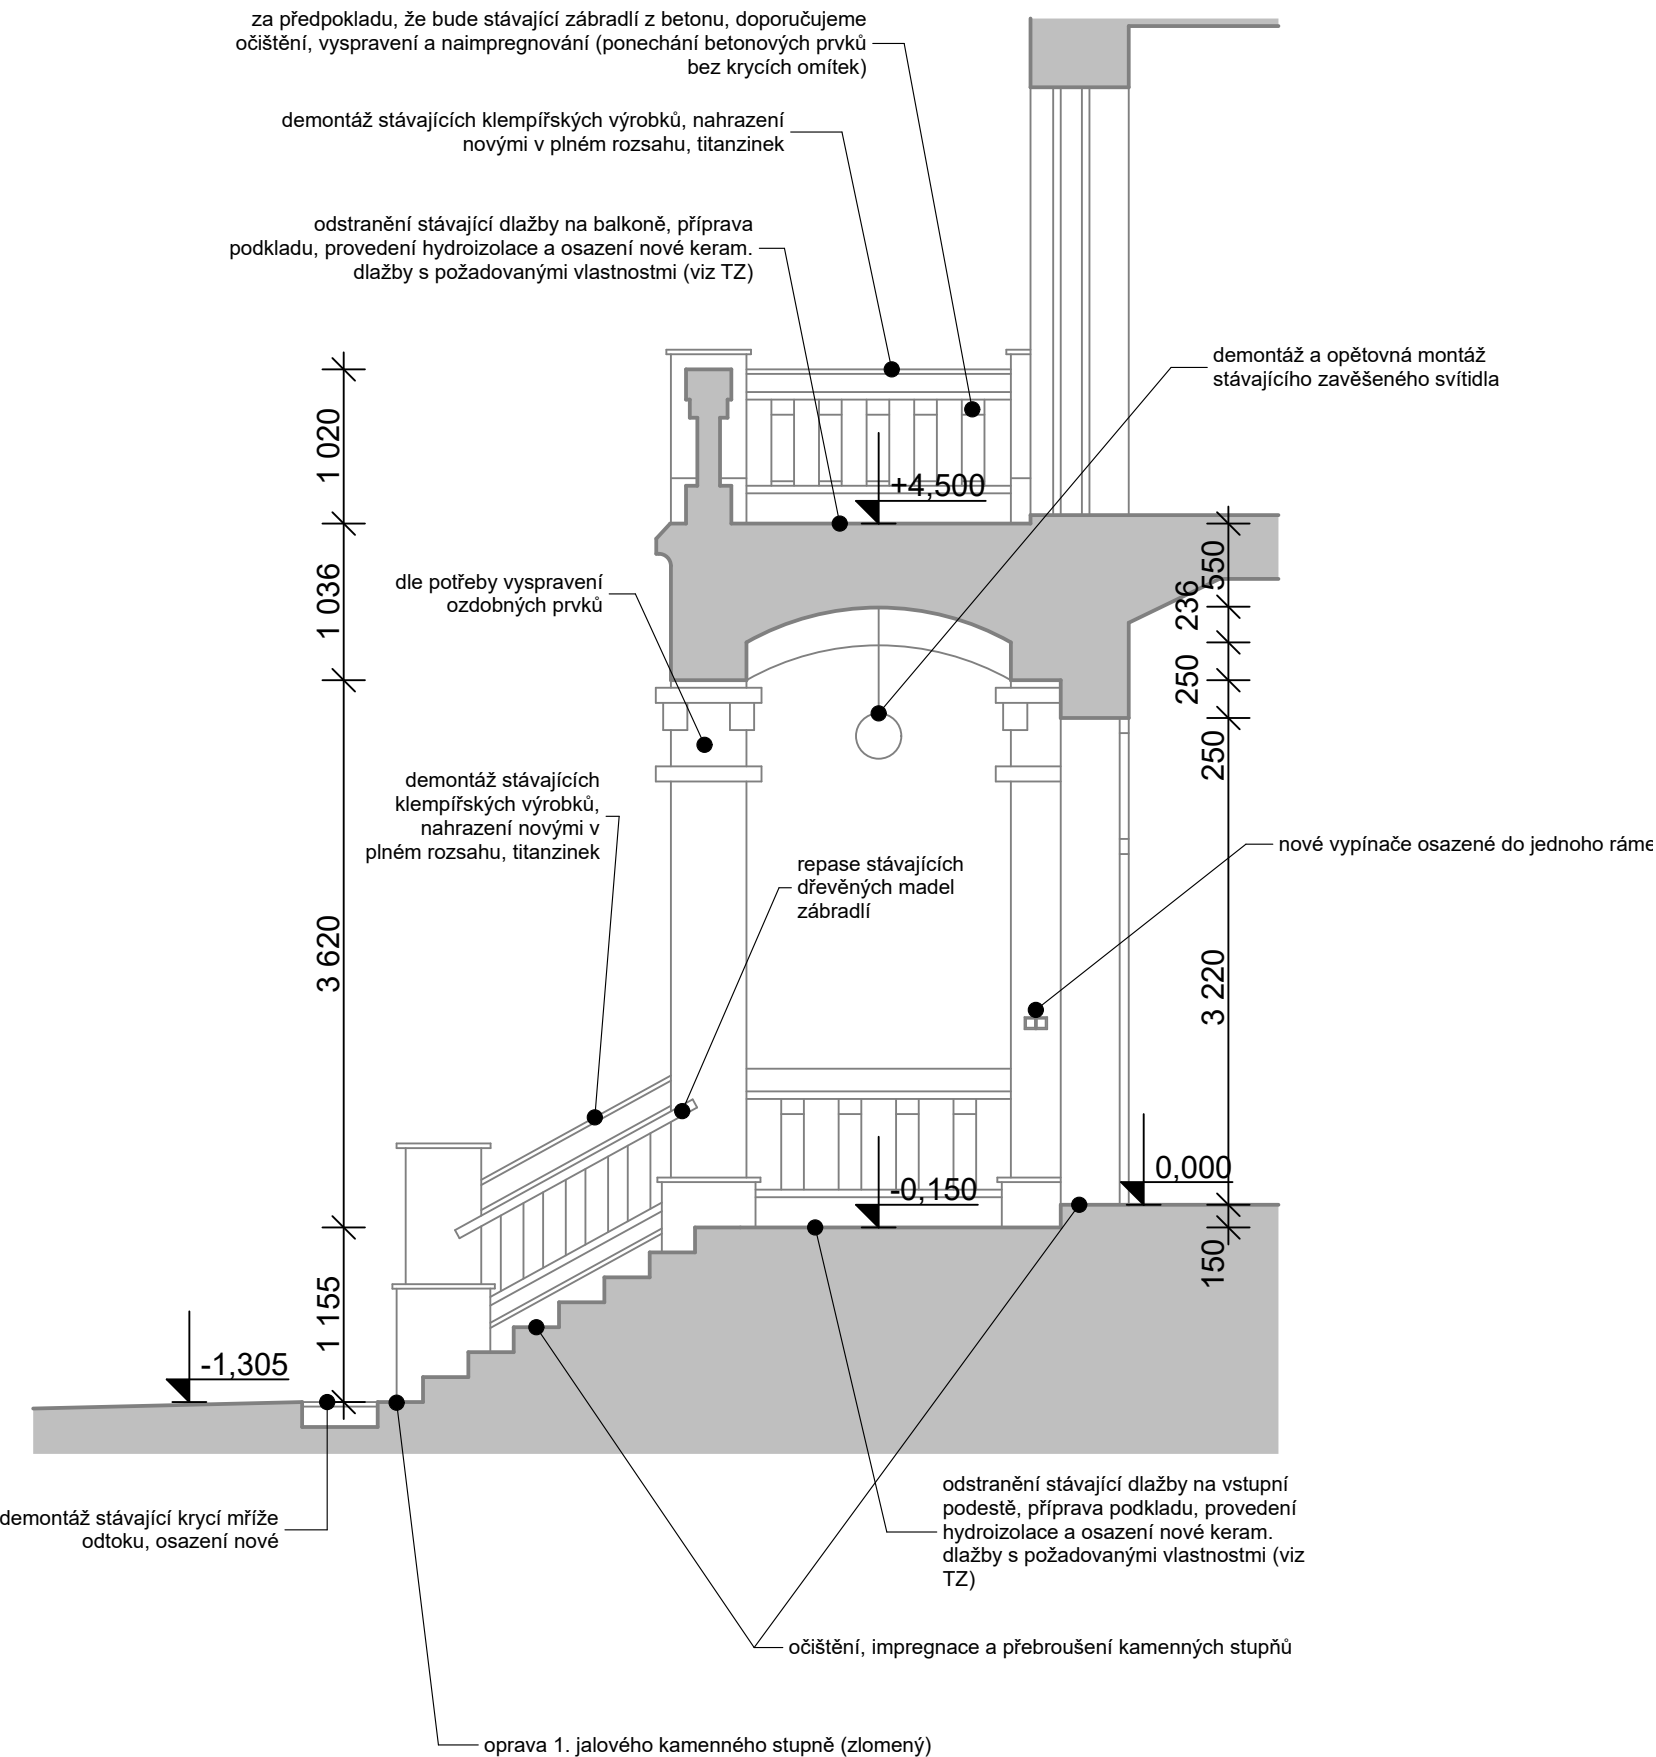 za předpokladu, že bude stávající zábradlí z betonu, doporučujeme
očištění, vyspravení a naimpregnování (ponechání betonových prvků
bez krycích omítek)
demontáž stávajících klempířských výrobků, nahrazení
novými v plném rozsahu, titanzinek
odstranění stávající dlažby na balkoně, příprava
podkladu, provedení hydroizolace a osazení nové keram.
dlažby s požadovanými vlastnostmi (viz TZ)
demontáž a opětovná montáž
stávajícího zavěšeného svítidla
1 020
+4,500
1 036
550
236
250
250
dle potřeby vyspravení
ozdobných prvků
demontáž stávajících
klempířských výrobků,
nahrazení novými v
plném rozsahu, titanzinek
repase stávajících
dřevěných madel
zábradlí
nové vypínače osazené do jednoho ráme
3 620
3 220
0,000
-0,150
150
1 155
-1,305
demontáž stávající krycí mříže
odtoku, osazení nové
odstranění stávající dlažby na vstupní
podestě, příprava podkladu, provedení
hydroizolace a osazení nové keram.
dlažby s požadovanými vlastnostmi (viz
TZ)
očištění, impregnace a přebroušení kamenných stupňů
oprava 1. jalového kamenného stupně (zlomený)